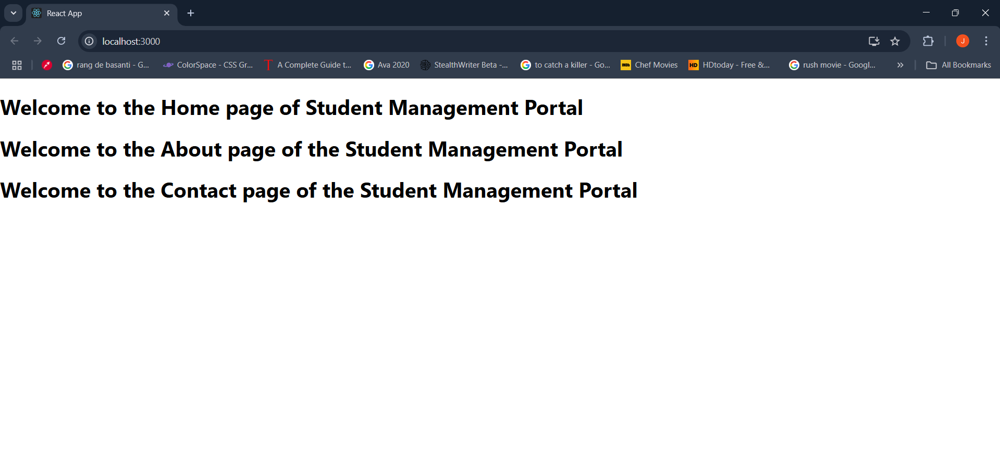 React App
localhost:3000
J
rang de basanti - G...
ColorSpace - CSS Gr...
T A Complete Guide t...
Ava 2020
StealthWriter Beta -...
to catch a killer - Go...
IMDb Chef Movies
HD HDtoday - Free &...
rush movie - Googl...
All Bookmarks
Welcome to the Home page of Student Management Portal
Welcome to the About page of the Student Management Portal
Welcome to the Contact page of the Student Management Portal